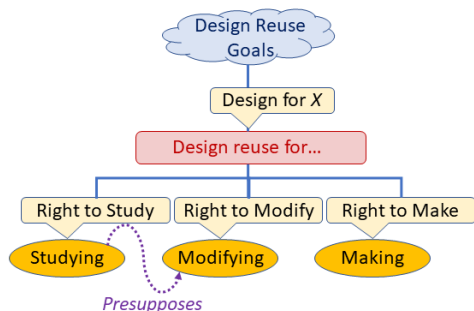 Design Reuse
Goals
Design for X
Design reuse for...
Right to Study
Right to Modify
Right to Make
Studying
Modifying
Making
Presupposes